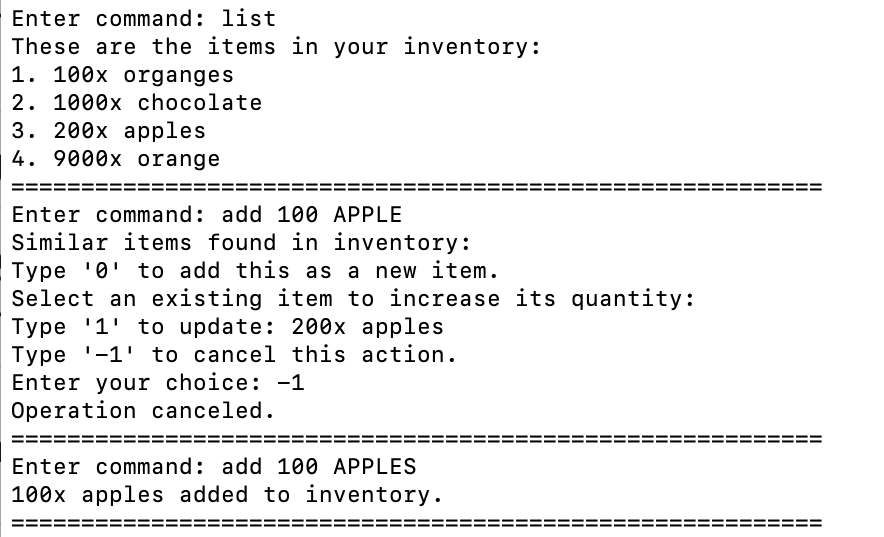 Enter command: list
These are the items in your inventory:
1. 100x organges
2. 1000x chocolate
3. 200x apples
4. 9000x orange
==========================================================
Enter command: add 100 APPLE
Similar items found in inventory:
Type '0' to add this as a new item.
Select an existing item to increase its quantity:
Type '1' to update: 200x apples
Type '-1' to cancel this action.
Enter your choice: -1
Operation canceled.
==========================================================
Enter command: add 100 APPLES
100x apples added to inventory.
==========================================================